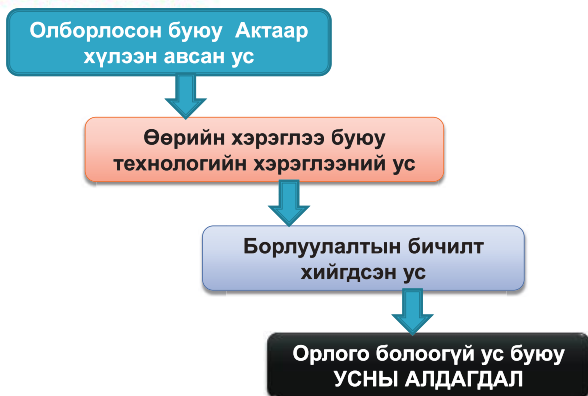 Олборлосон буюу Актаар
хүлээн авсан ус
Өөрийн хэрэглээ буюу
технологийн хэрэглээний ус
Борлуулалтын бичилт
хийгдсэн ус
Орлого болоогүй ус буюу
УСНЫ АЛДАГДАЛ